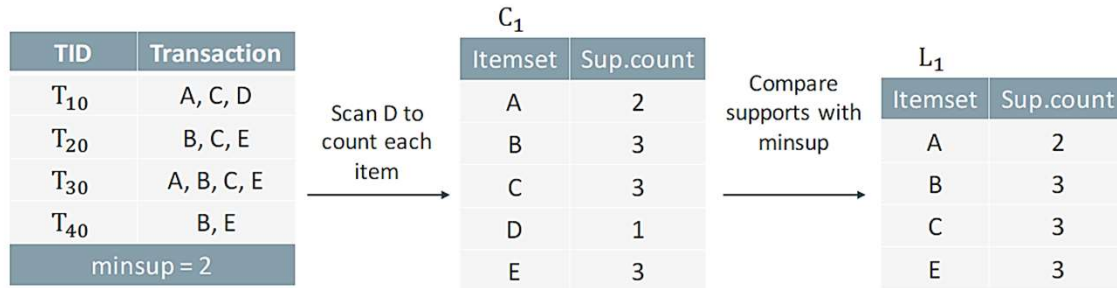 TID Transaction
T₁₀ A, C, D
T₂₀ B, C, E
T₃₀ A, B, C, E
T₄₀ B, E
minsup = 2
Scan D to
count each
item
C₁
Itemset Sup.count
A 2
B 3
C 3
D 1
E 3
Compare
supports with
minsup
L₁
Itemset Sup.count
A 2
B 3
C 3
E 3